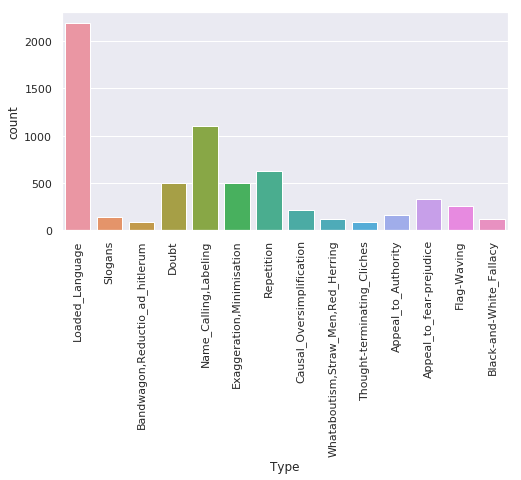 2000
1500
1000
500
0
count
Loaded_Language
Slogans
Bandwagon,Reductio_ad_hitlerum
Doubt
Name_Calling,Labeling
Exaggeration,Minimisation
Repetition
Causal_Oversimplification
Whataboutism,Straw_Men,Red_Herring
Thought-terminating_Cliches
Appeal_to_Authority
Appeal_to_fear-prejudice
Flag-Waving
Black-and-White_Fallacy
Type